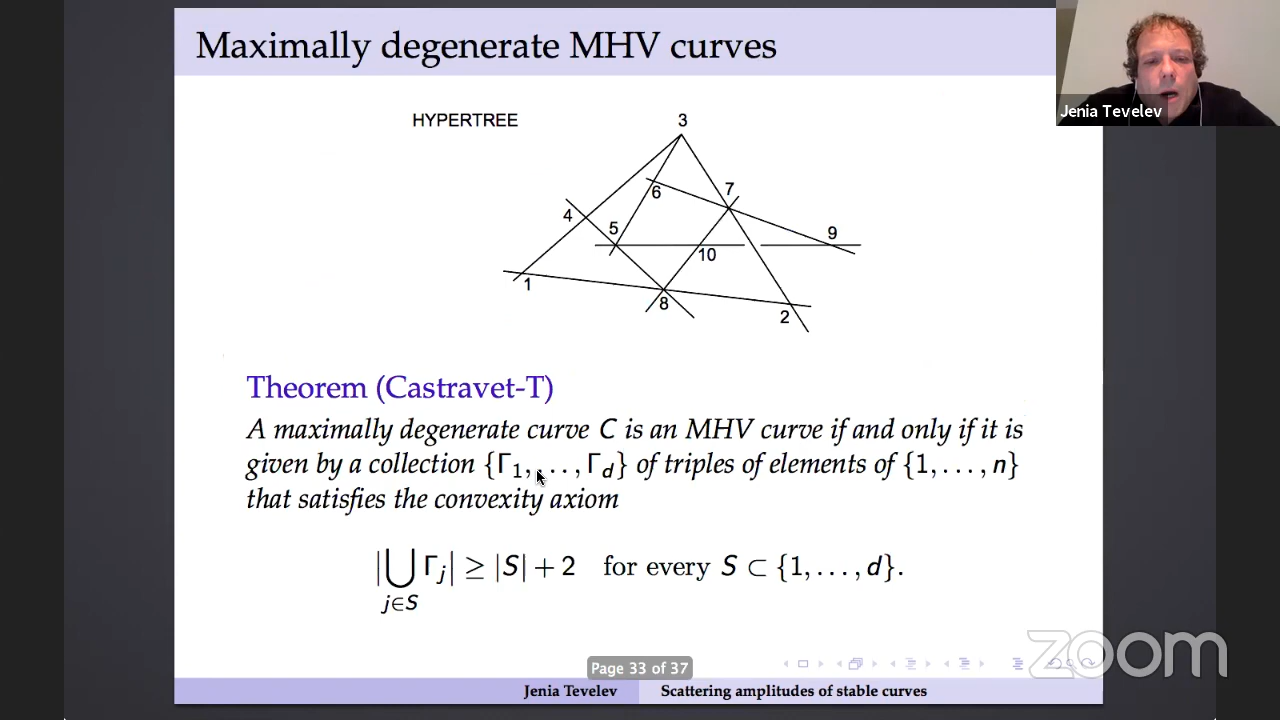 Maximally degenerate MHV curves
Jenia Tevelev
HYPERTREE
3
6
7
4
5
9
10
1
8
2
Theorem (Castravet-T)
A maximally degenerate curve C is an MHV curve if and only if it is
given by a collection {Γ₁, . . . , Γ_d} of triples of elements of {1, . . . , n}
that satisfies the convexity axiom
|⋃_{j∈S} Γ_j| ≥ |S| + 2 for every S ⊂ {1, . . . , d}.
zoom
Page 33 of 37
Jenia Tevelev Scattering amplitudes of stable curves